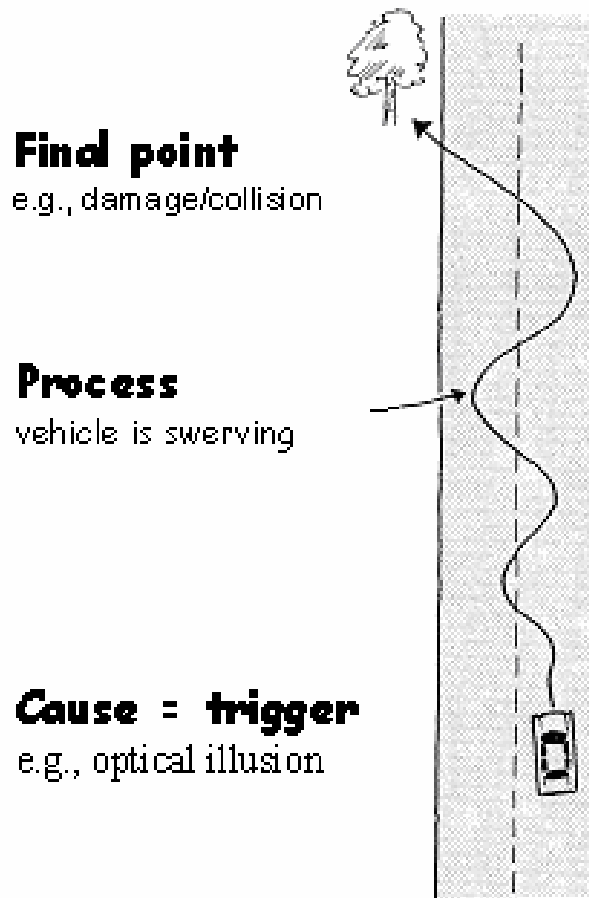 Final point
e.g., damage/collision
Process
vehicle is swerving
Cause = trigger
e.g., optical illusion